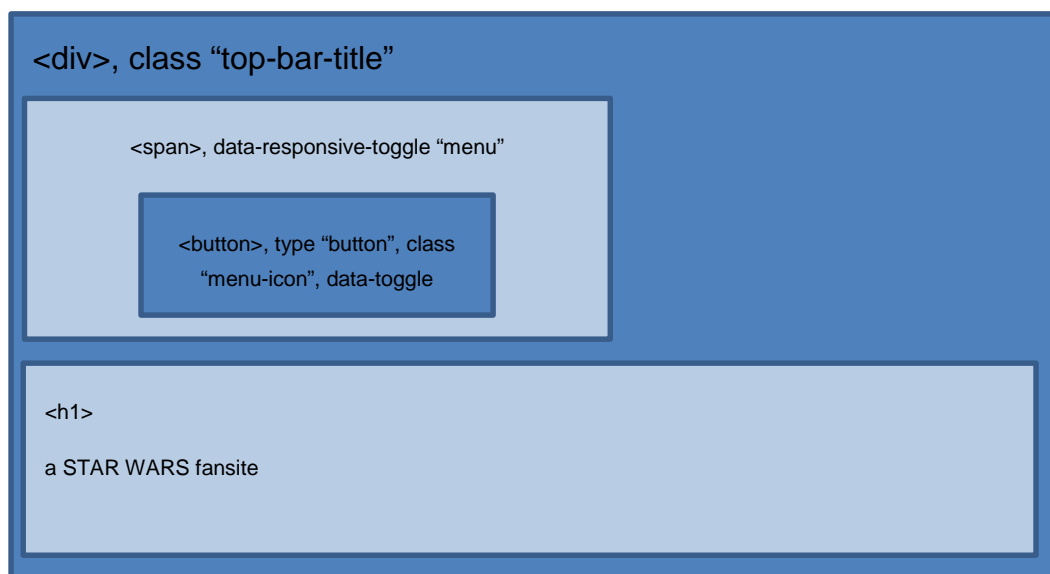 <div>, class “top-bar-title”
<span>, data-responsive-toggle “menu”
<button>, type “button”, class
“menu-icon”, data-toggle
<h1>
a STAR WARS fansite